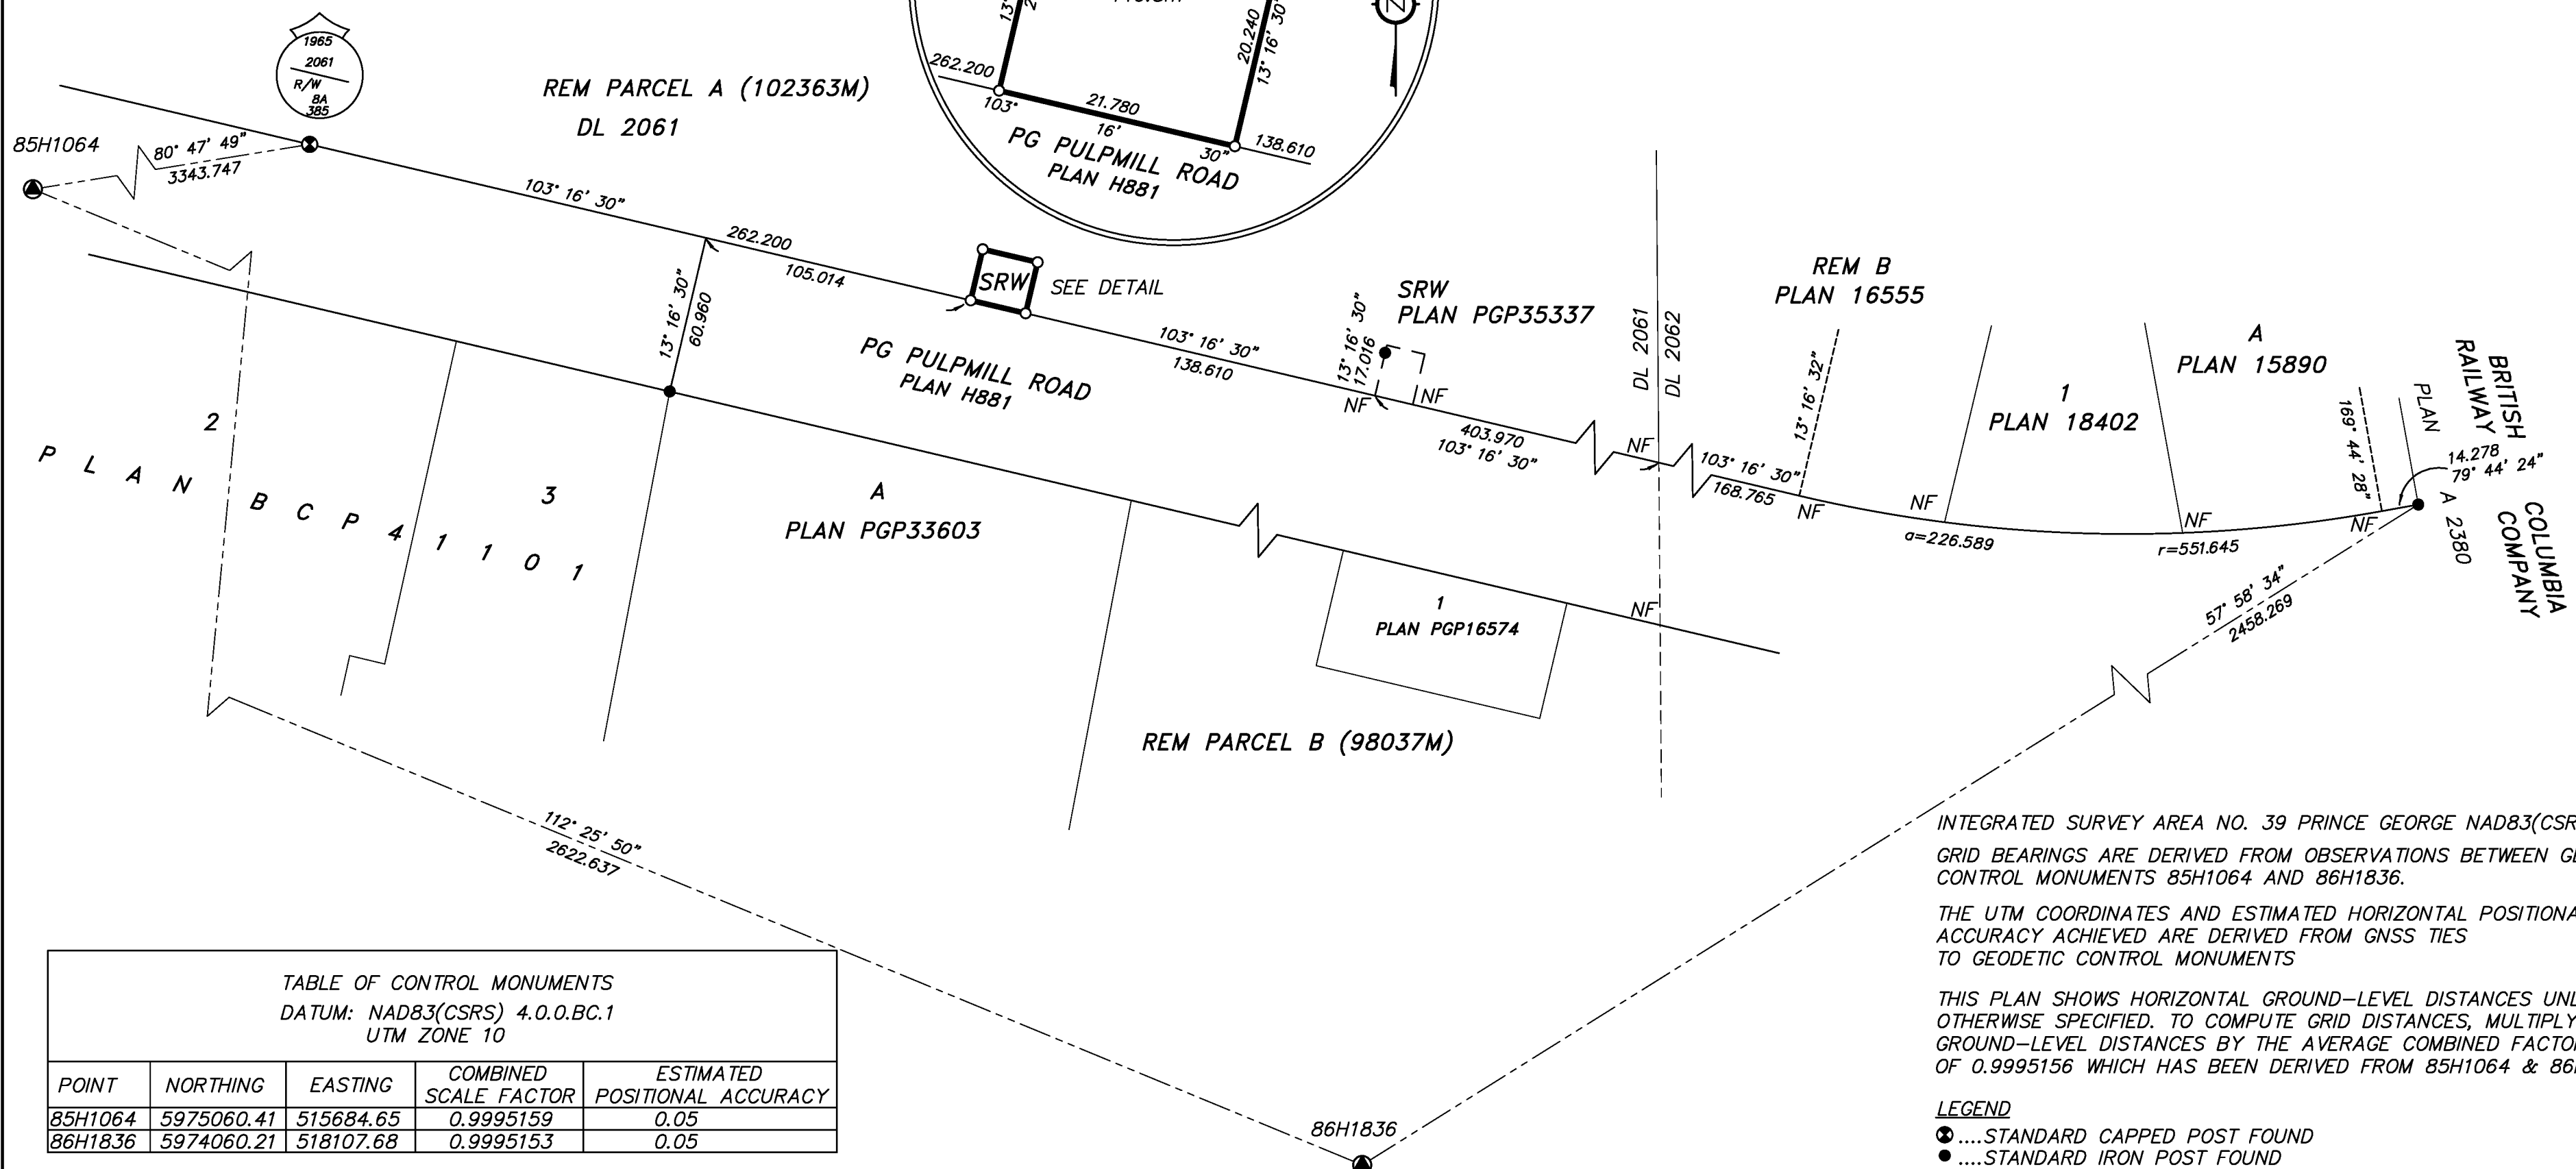 1965
2061
R/W
8A
385
REM PARCEL A (102363M)
DL 2061
85H1064
80° 47' 49"
3343.747
262.200
103°
21.780
16'
30"
138.610
20.240
13° 16' 30"
PG PULPMILL ROAD
PLAN H881
103° 16' 30"
262.200
105.014
13° 16' 30"
60.960
SRW
SEE DETAIL
PG PULPMILL ROAD
PLAN H881
103° 16' 30"
138.610
13° 16' 30"
17.016
SRW
PLAN PGP35337
NF
NF
403.970
103° 16' 30"
DL 2061
DL 2062
NF
REM B
PLAN 16555
103° 16' 30"
168.765
13° 16' 32"
NF
NF
a=226.589
1
PLAN 18402
A
PLAN 15890
NF
r=551.645
169° 44' 28"
NF
PLAN
A 2380
14.278
79° 44' 24"
BRITISH
RAILWAY
COLUMBIA
COMPANY
57° 58' 34"
2458.269
2
PLAN BCP41101
3
A
PLAN PGP33603
1
PLAN PGP16574
NF
REM PARCEL B (98037M)
112° 25' 50"
2622.637
86H1836
TABLE OF CONTROL MONUMENTS
DATUM: NAD83(CSRS) 4.0.0.BC.1
UTM ZONE 10
POINT NORTHING EASTING COMBINED SCALE FACTOR ESTIMATED POSITIONAL ACCURACY
85H1064 5975060.41 515684.65 0.9995159 0.05
86H1836 5974060.21 518107.68 0.9995153 0.05
INTEGRATED SURVEY AREA NO. 39 PRINCE GEORGE NAD83(CSR
GRID BEARINGS ARE DERIVED FROM OBSERVATIONS BETWEEN
CONTROL MONUMENTS 85H1064 AND 86H1836.
THE UTM COORDINATES AND ESTIMATED HORIZONTAL POSITIONA
ACCURACY ACHIEVED ARE DERIVED FROM GNSS TIES
TO GEODETIC CONTROL MONUMENTS
THIS PLAN SHOWS HORIZONTAL GROUND-LEVEL DISTANCES UNL
OTHERWISE SPECIFIED. TO COMPUTE GRID DISTANCES, MULTIPLY
GROUND-LEVEL DISTANCES BY THE AVERAGE COMBINED FACTO
OF 0.9995156 WHICH HAS BEEN DERIVED FROM 85H1064 &
LEGEND
....STANDARD CAPPED POST FOUND
....STANDARD IRON POST FOUND